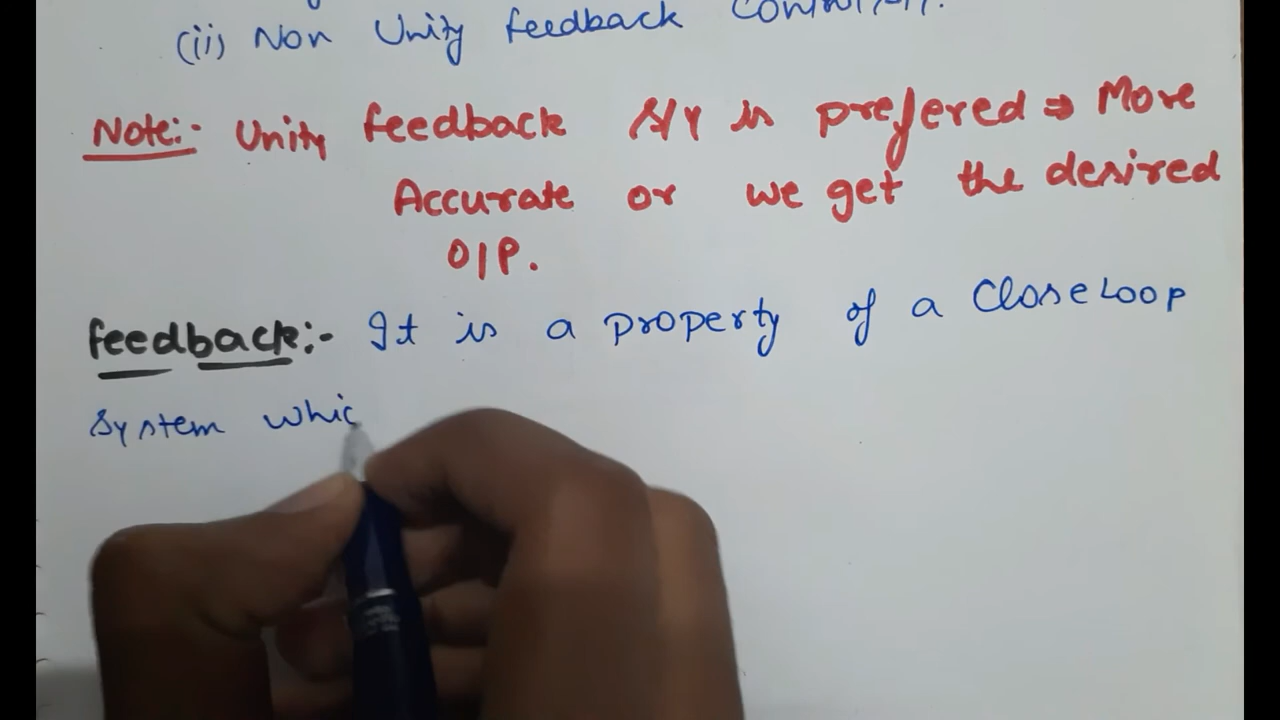 (ii) Non Unity feedback
Note:- Unity feedback S/Y is prefered ⇒ More
Accurate or we get the desired
O/P.
feedback:- It is a property of a Close Loop
System whic